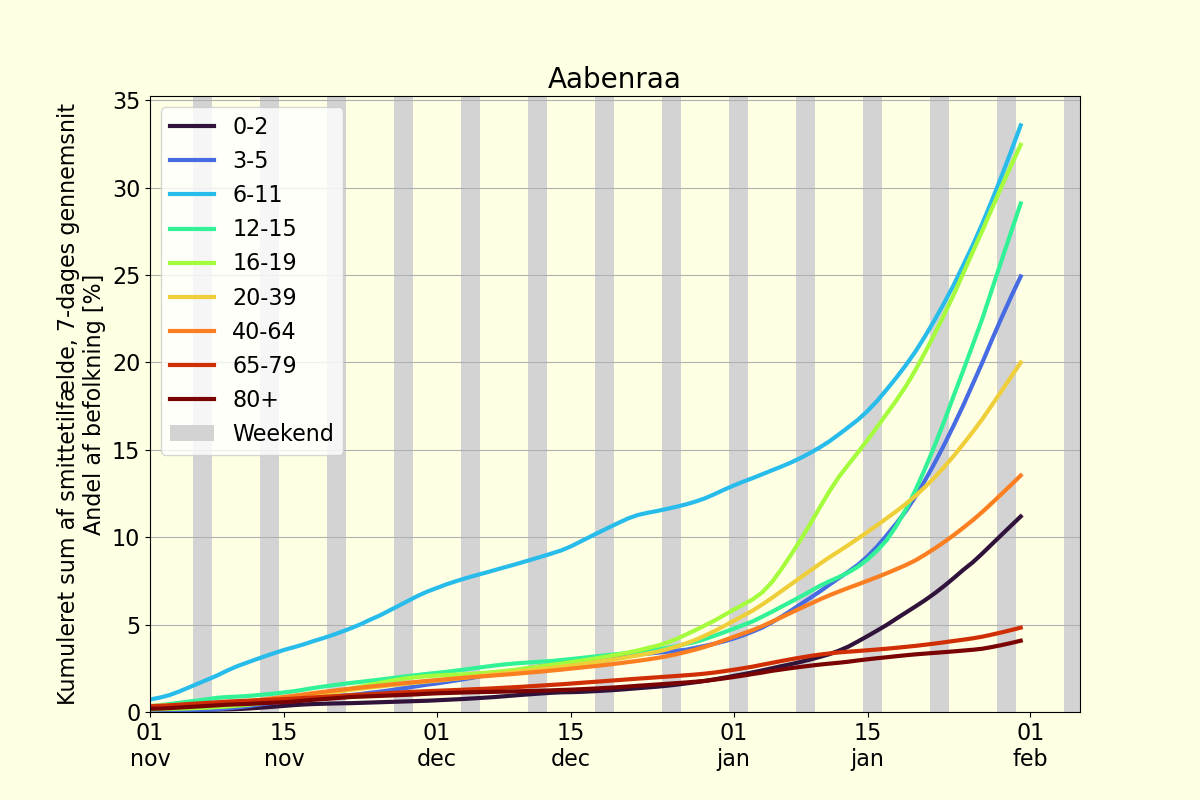 Aabenraa
Kumuleret sum af smittetilfælde, 7-dages gennemsnit
Andel af befolkning [%]
35
30
25
20
15
10
5
0
0-2
3-5
6-11
12-15
16-19
20-39
40-64
65-79
80+
Weekend
01 15 01 15 01 15 01
nov nov dec dec jan jan feb